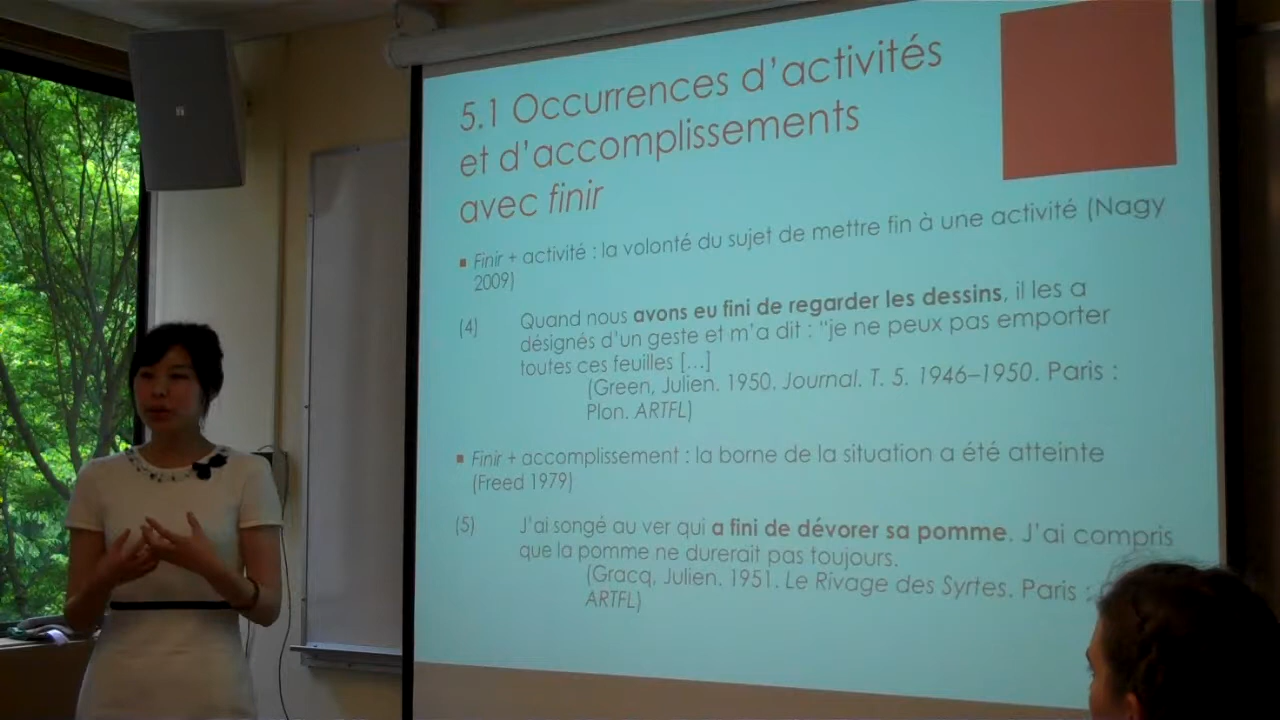 5.1 Occurrences d'activités
et d'accomplissements
avec finir
▪ Finir + activité : la volonté du sujet de mettre fin à une activité (Nagy
2009)
(4) Quand nous avons eu fini de regarder les dessins, il les a
désignés d'un geste et m'a dit : "je ne peux pas emporter
toutes ces feuilles [...]
(Green, Julien. 1950. Journal. T. 5. 1946–1950. Paris :
Plon. ARTFL)
▪ Finir + accomplissement : la borne de la situation a été atteinte
(Freed 1979)
(5) J'ai songé au ver qui a fini de dévorer sa pomme. J'ai compris
que la pomme ne durerait pas toujours.
(Gracq, Julien. 1951. Le Rivage des Syrtes. Paris :
ARTFL)